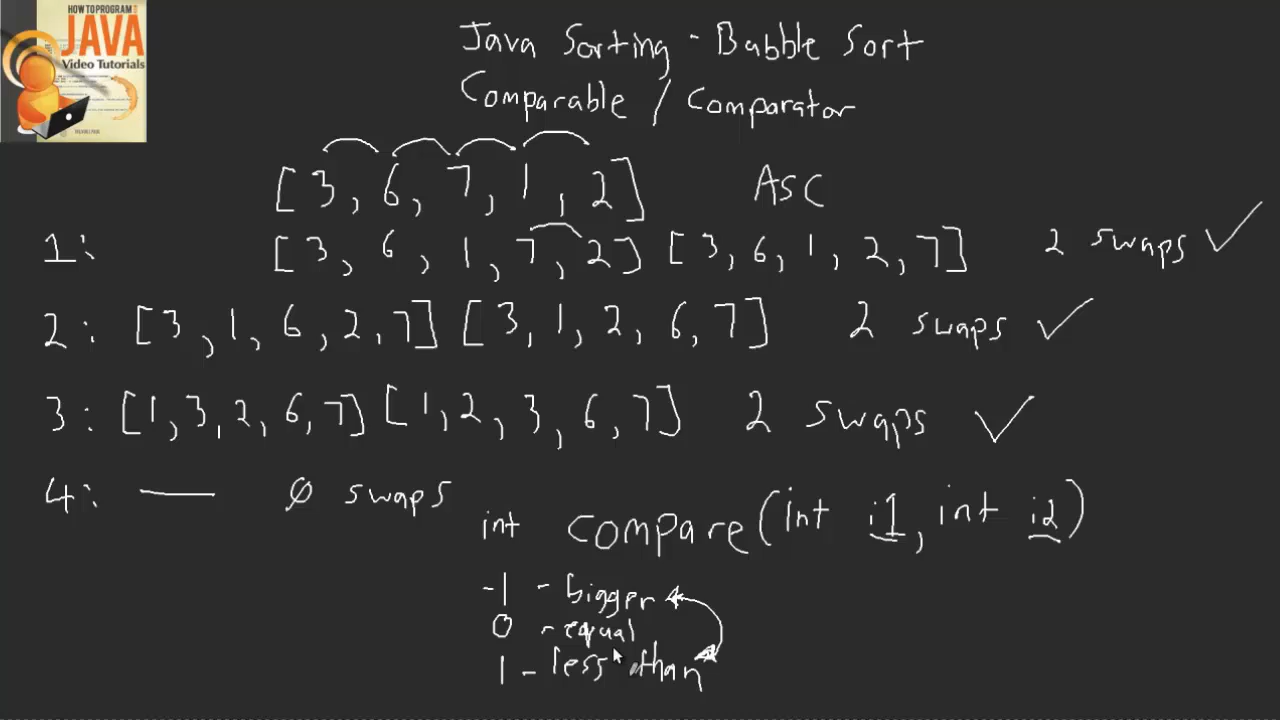 HOW TO PROGRAM
JAVA
Video Tutorials
Java Sorting - Bubble Sort
Comparable / Comparator
[3, 6, 7, 1, 2] ASC
1: [3, 6, 1, 7, 2] [3, 6, 1, 2, 7] 2 swaps ✓
2: [3, 1, 6, 2, 7] [3, 1, 2, 6, 7] 2 swaps ✓
3: [1, 3, 2, 6, 7] [1, 2, 3, 6, 7] 2 swaps ✓
4: — 0 swaps
int compare(int i1, int i2)
-1 - bigger
0 - equal
1 - less than